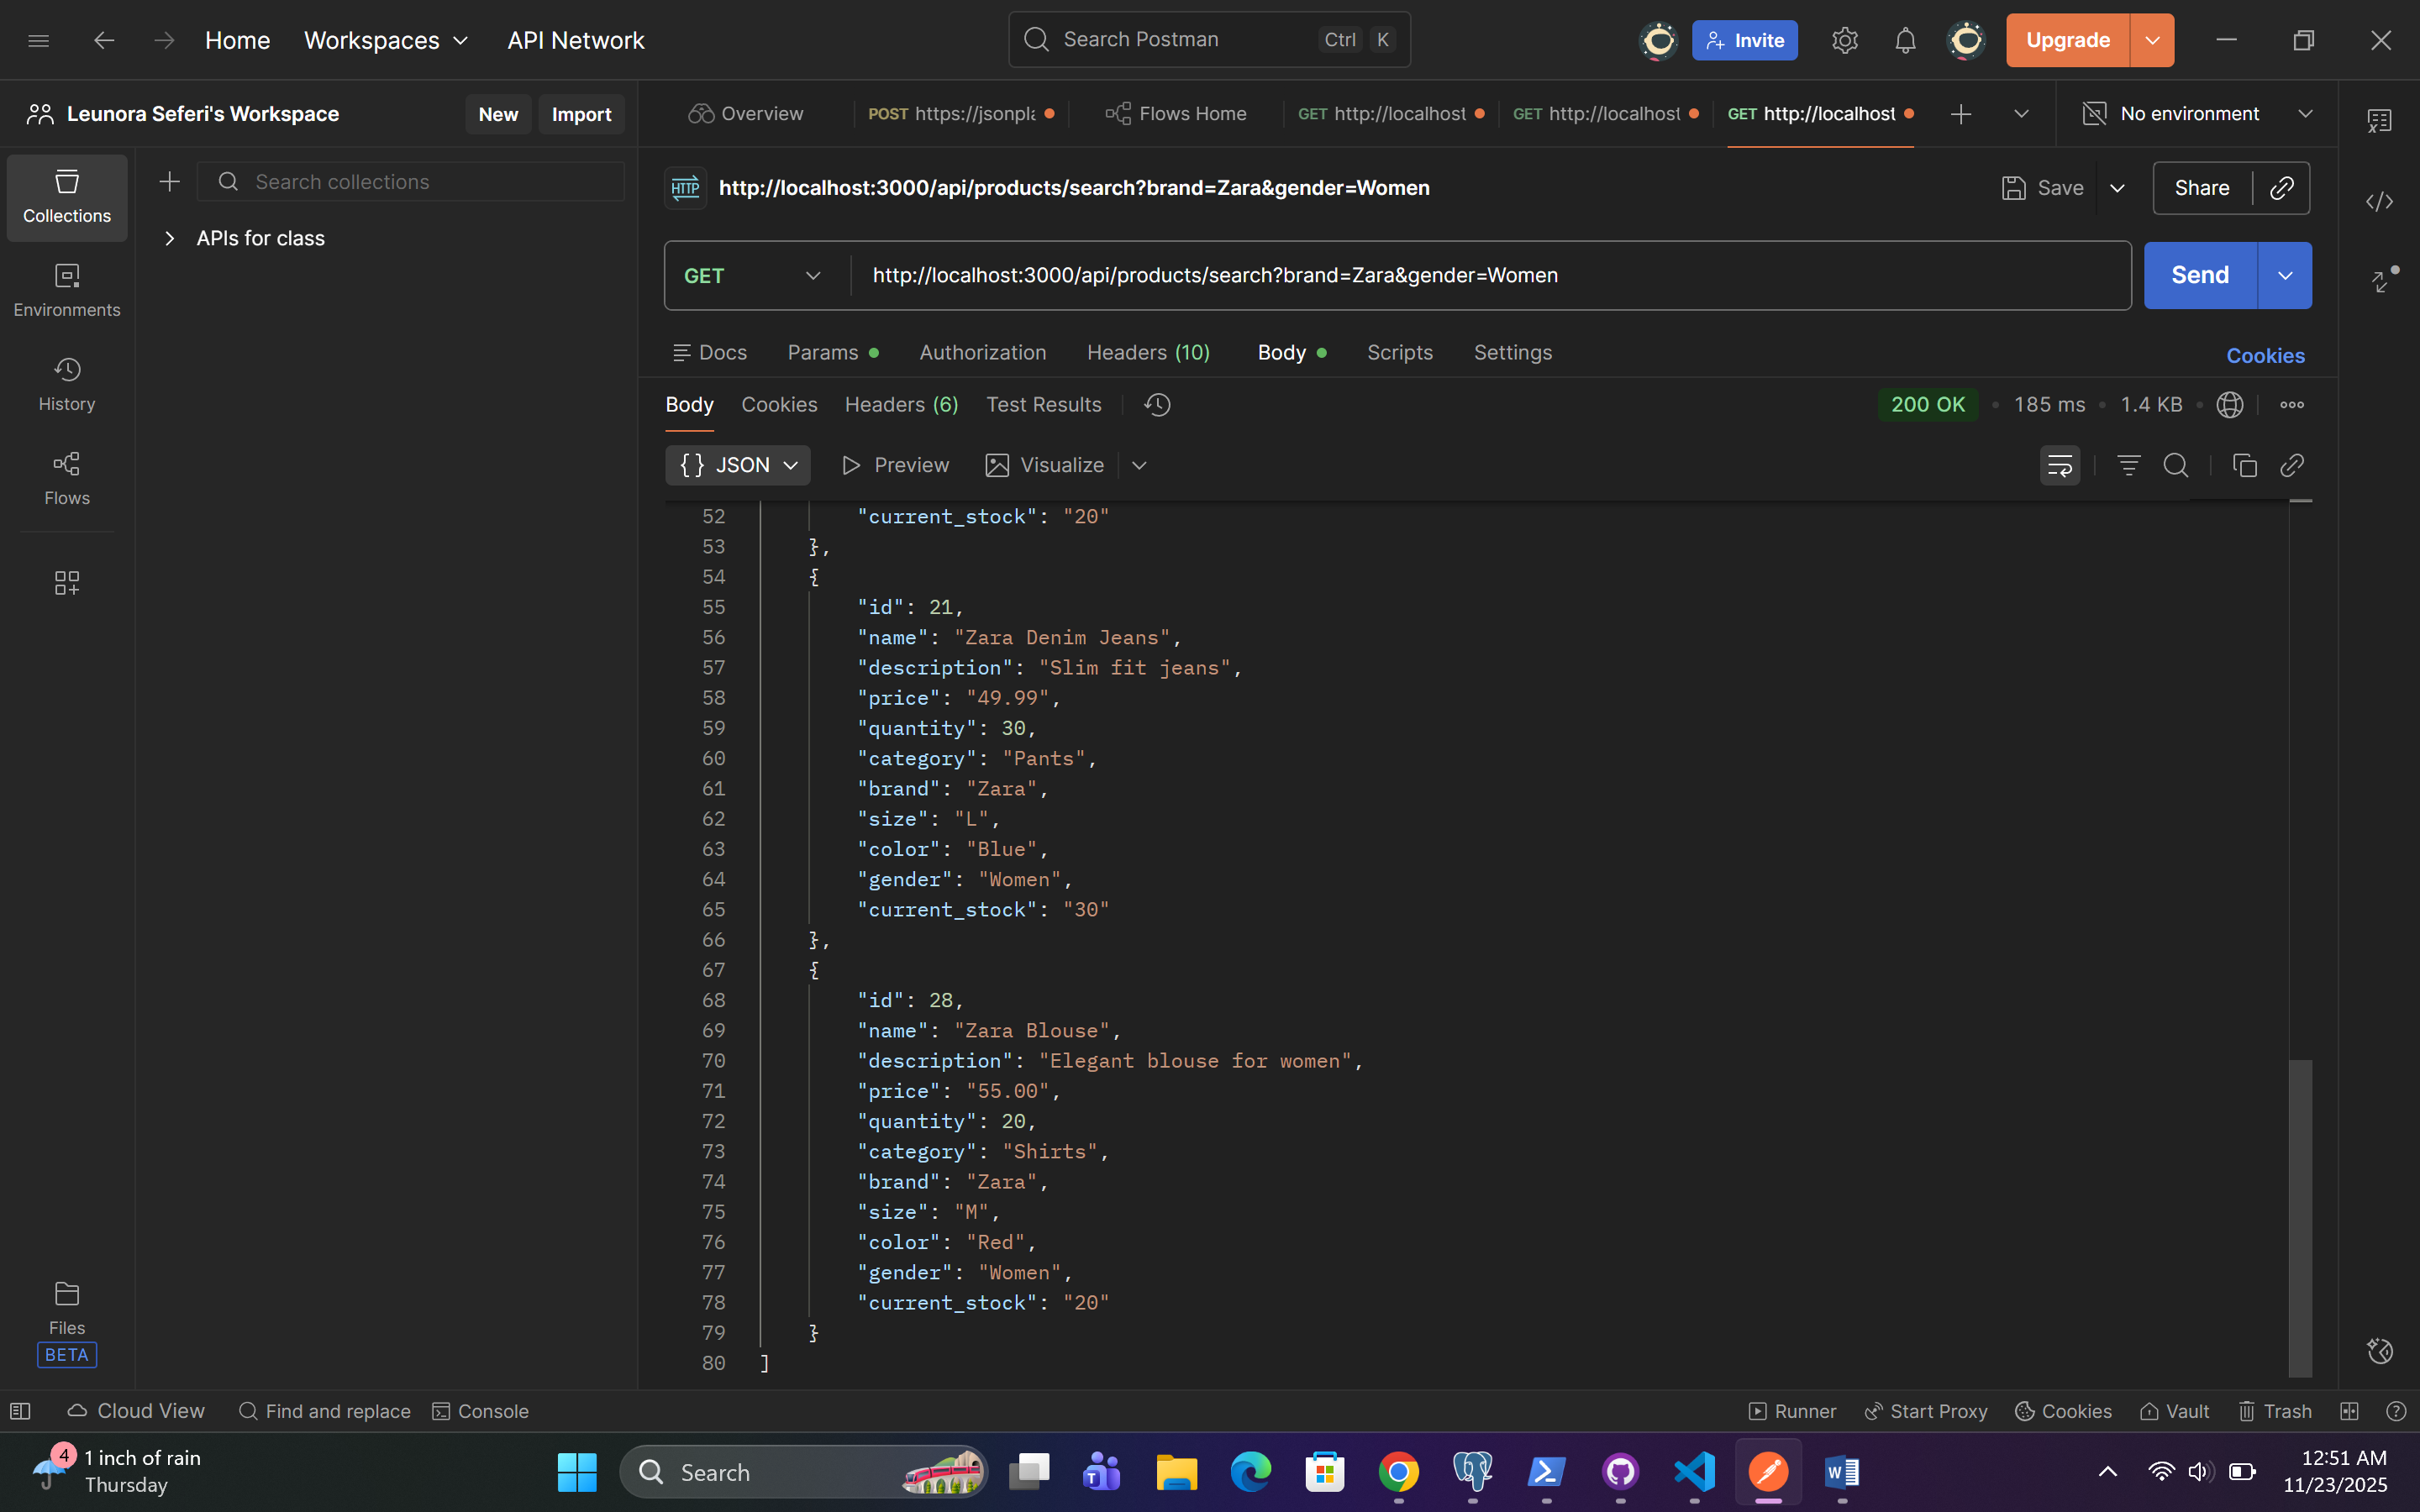 Home Workspaces API Network
Search Postman Ctrl K
Invite Upgrade
Leunora Seferi's Workspace New Import
Overview POST https://jsonpla Flows Home GET http://localhost GET http://localhost GET http://localhost No environment
Collections
Environments
History
Flows
Files
BETA
Search collections
APIs for class
HTTP http://localhost:3000/api/products/search?brand=Zara&gender=Women Save Share
GET http://localhost:3000/api/products/search?brand=Zara&gender=Women Send
Docs Params Authorization Headers (10) Body Scripts Settings Cookies
Body Cookies Headers (6) Test Results 200 OK 185 ms 1.4 KB
{} JSON Preview Visualize
52 "current_stock": "20"
53 },
54 {
55 "id": 21,
56 "name": "Zara Denim Jeans",
57 "description": "Slim fit jeans",
58 "price": "49.99",
59 "quantity": 30,
60 "category": "Pants",
61 "brand": "Zara",
62 "size": "L",
63 "color": "Blue",
64 "gender": "Women",
65 "current_stock": "30"
66 },
67 {
68 "id": 28,
69 "name": "Zara Blouse",
70 "description": "Elegant blouse for women",
71 "price": "55.00",
72 "quantity": 20,
73 "category": "Shirts",
74 "brand": "Zara",
75 "size": "M",
76 "color": "Red",
77 "gender": "Women",
78 "current_stock": "20"
79 }
80 ]
Cloud View Find and replace Console Runner Start Proxy Cookies Vault Trash
4 1 inch of rain
Thursday
Search
12:51 AM
11/23/2025